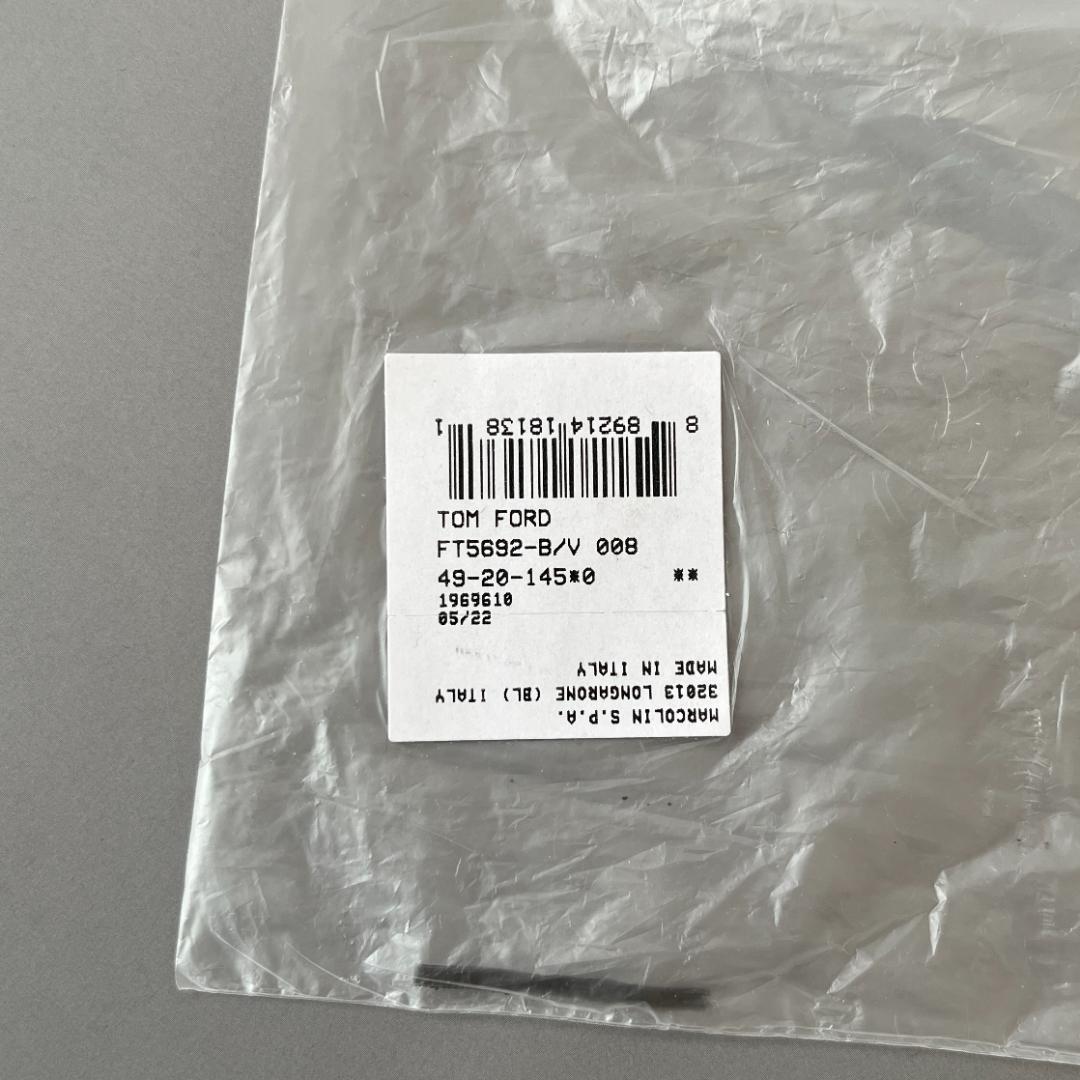 8 89214 18138 1
TOM FORD
FT5692-B/V 008
49-20-145*0 **
1969610
05/22
MARCOLIN S.P.A.
32013 LONGARONE (BL) ITALY
MADE IN ITALY